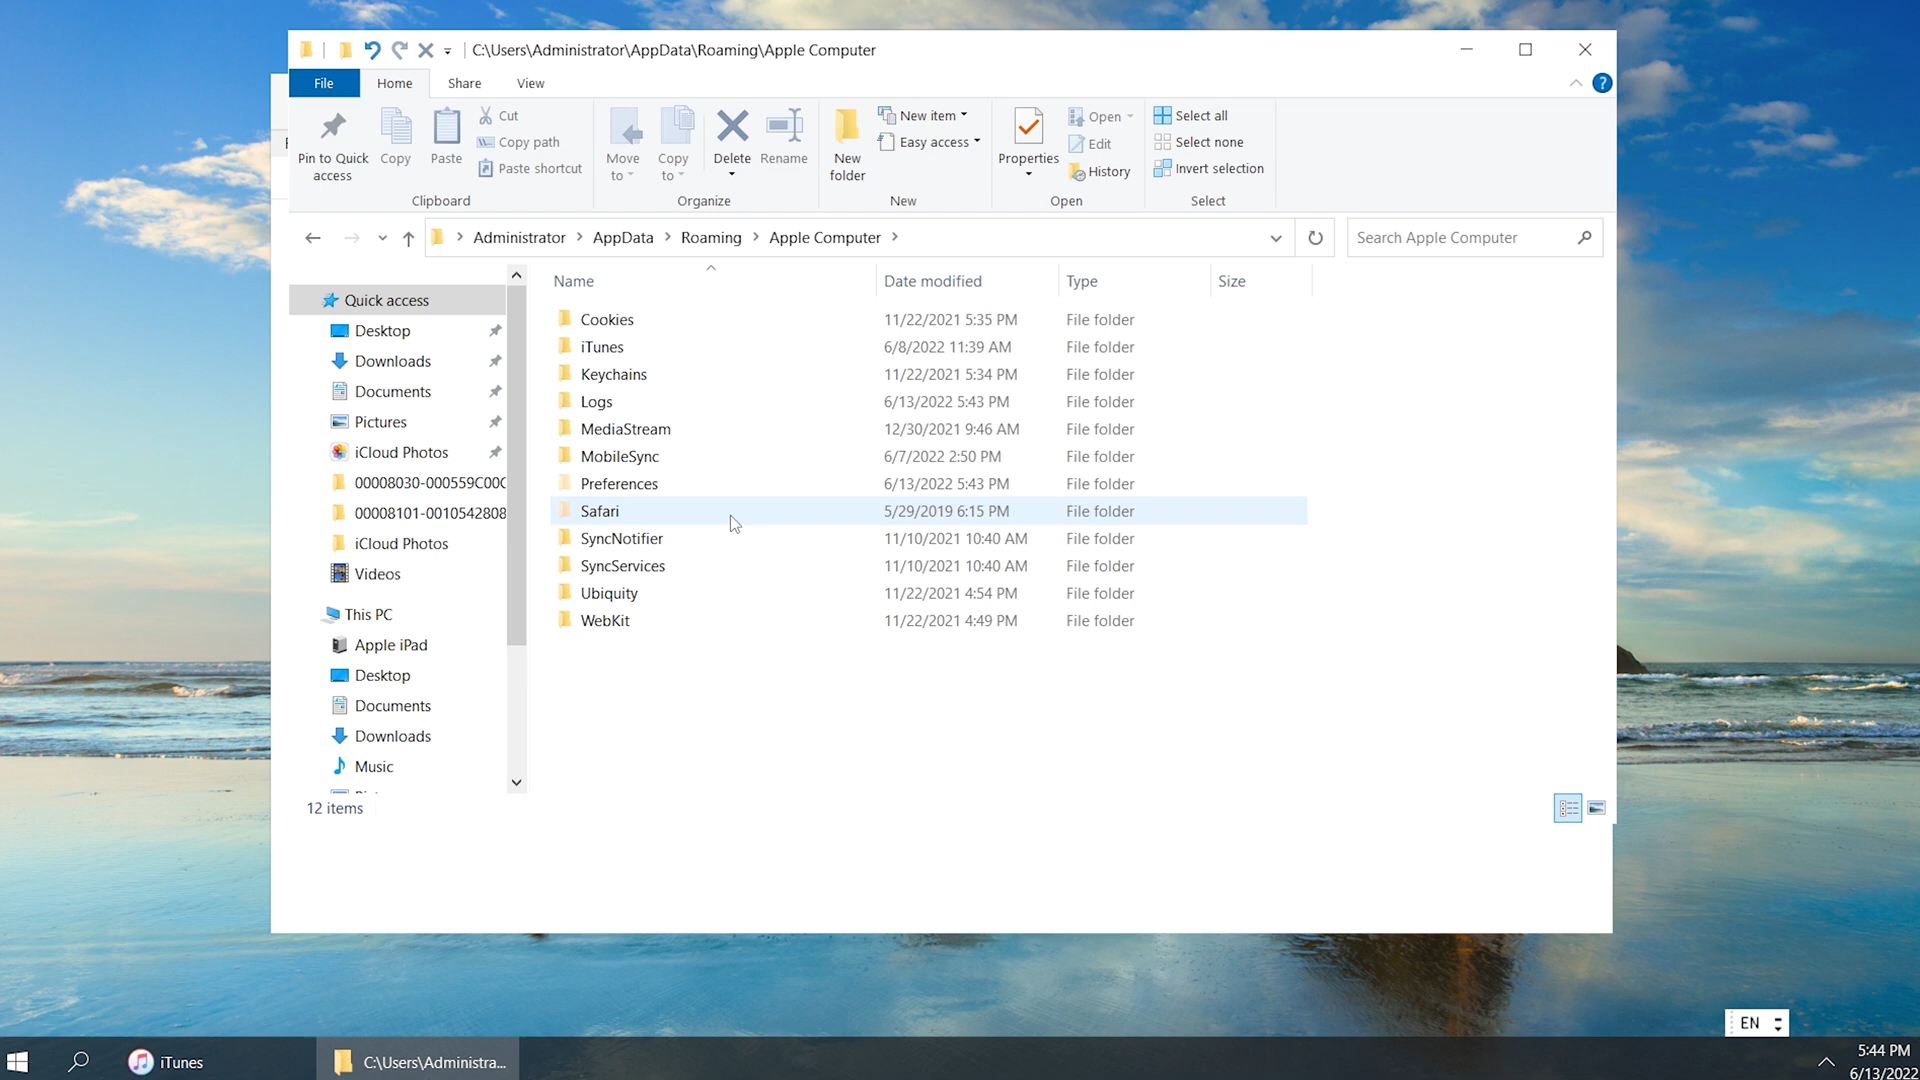 C:\Users\Administrator\AppData\Roaming\Apple Computer
File
Home
Share
View
?
Pin to Quick access
Copy
Paste
Cut
Copy path
Paste shortcut
Clipboard
Move to
Copy to
Delete
Rename
Organize
New folder
New item
Easy access
New
Properties
Open
Edit
History
Open
Select all
Select none
Invert selection
Select
Administrator
AppData
Roaming
Apple Computer
Search Apple Computer
Name
Date modified
Type
Size
Quick access
Desktop
Downloads
Documents
Pictures
iCloud Photos
00008030-000559C00C
00008101-0010542808
iCloud Photos
Videos
This PC
Apple iPad
Desktop
Documents
Downloads
Music
Cookies 11/22/2021 5:35 PM File folder
iTunes 6/8/2022 11:39 AM File folder
Keychains 11/22/2021 5:34 PM File folder
Logs 6/13/2022 5:43 PM File folder
MediaStream 12/30/2021 9:46 AM File folder
MobileSync 6/7/2022 2:50 PM File folder
Preferences 6/13/2022 5:43 PM File folder
Safari 5/29/2019 6:15 PM File folder
SyncNotifier 11/10/2021 10:40 AM File folder
SyncServices 11/10/2021 10:40 AM File folder
Ubiquity 11/22/2021 4:54 PM File folder
WebKit 11/22/2021 4:49 PM File folder
12 items
EN
iTunes
C:\Users\Administra...
5:44 PM
6/13/2022